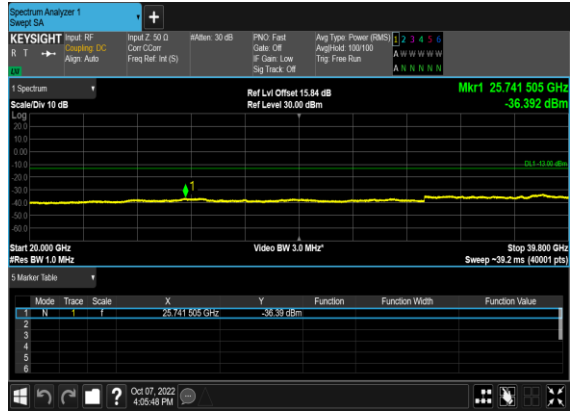 Spectrum Analyzer 1
Swept SA
KEYSIGHT Input: RF Input Z: 50 Ω #Atten: 30 dB PNO: Fast Avg Type: Power (RMS) 1 2 3 4 5 6
R T Coupling: DC Corr CCorr Gate: Off Avg|Hold: 100/100 A W W W W W
Align: Auto Freq Ref: Int (S) IF Gain: Low Trig: Free Run
Sig Track: Off A N N N N N
1 Spectrum Ref Lvl Offset 15.84 dB Mkr1 25.741 505 GHz
Scale/Div 10 dB Ref Level 30.00 dBm -36.392 dBm
Log
20.0
10.0
0.00
-10.0
DL1 -13.00 dBm
-20.0
1
-30.0
-40.0
-50.0
-60.0
Start 20.000 GHz Video BW 3.0 MHz* Stop 39.800 GHz
#Res BW 1.0 MHz Sweep ~39.2 ms (40001 pts)
5 Marker Table
Mode Trace Scale X Y Function Function Width Function Value
1 N 1 f 25.741 505 GHz -36.39 dBm
2
3
4
5
6
? Oct 07, 2022
4:05:48 PM